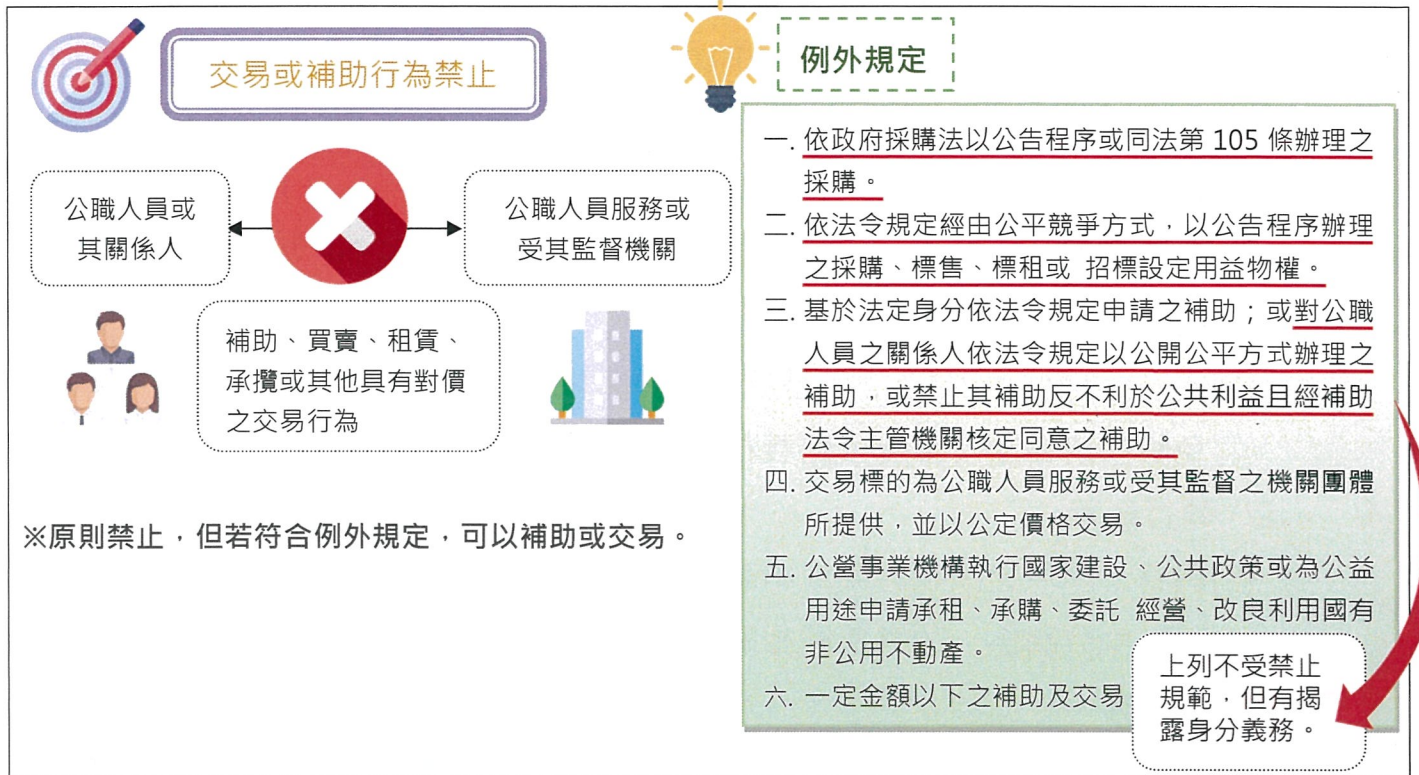 交易或補助行為禁止
公職人員或
其關係人
公職人員服務或
受其監督機關
補助、買賣、租賃、
承攬或其他具有對價
之交易行為
※原則禁止,但若符合例外規定,可以補助或交易。
例外規定
一. 依政府採購法以公告程序或同法第 105 條辦理之
採購。
二. 依法令規定經由公平競爭方式,以公告程序辦理
之採購、標售、標租或 招標設定用益物權。
三. 基於法定身分依法令規定申請之補助;或對公職
人員之關係人依法令規定以公開公平方式辦理之
補助,或禁止其補助反不利於公共利益且經補助
法令主管機關核定同意之補助。
四. 交易標的為公職人員服務或受其監督之機關團體
所提供,並以公定價格交易。
五. 公營事業機構執行國家建設、公共政策或為公益
用途申請承租、承購、委託 經營、改良利用國有
非公用不動產。
六. 一定金額以下之補助及交易
上列不受禁止
規範,但有揭
露身分義務。